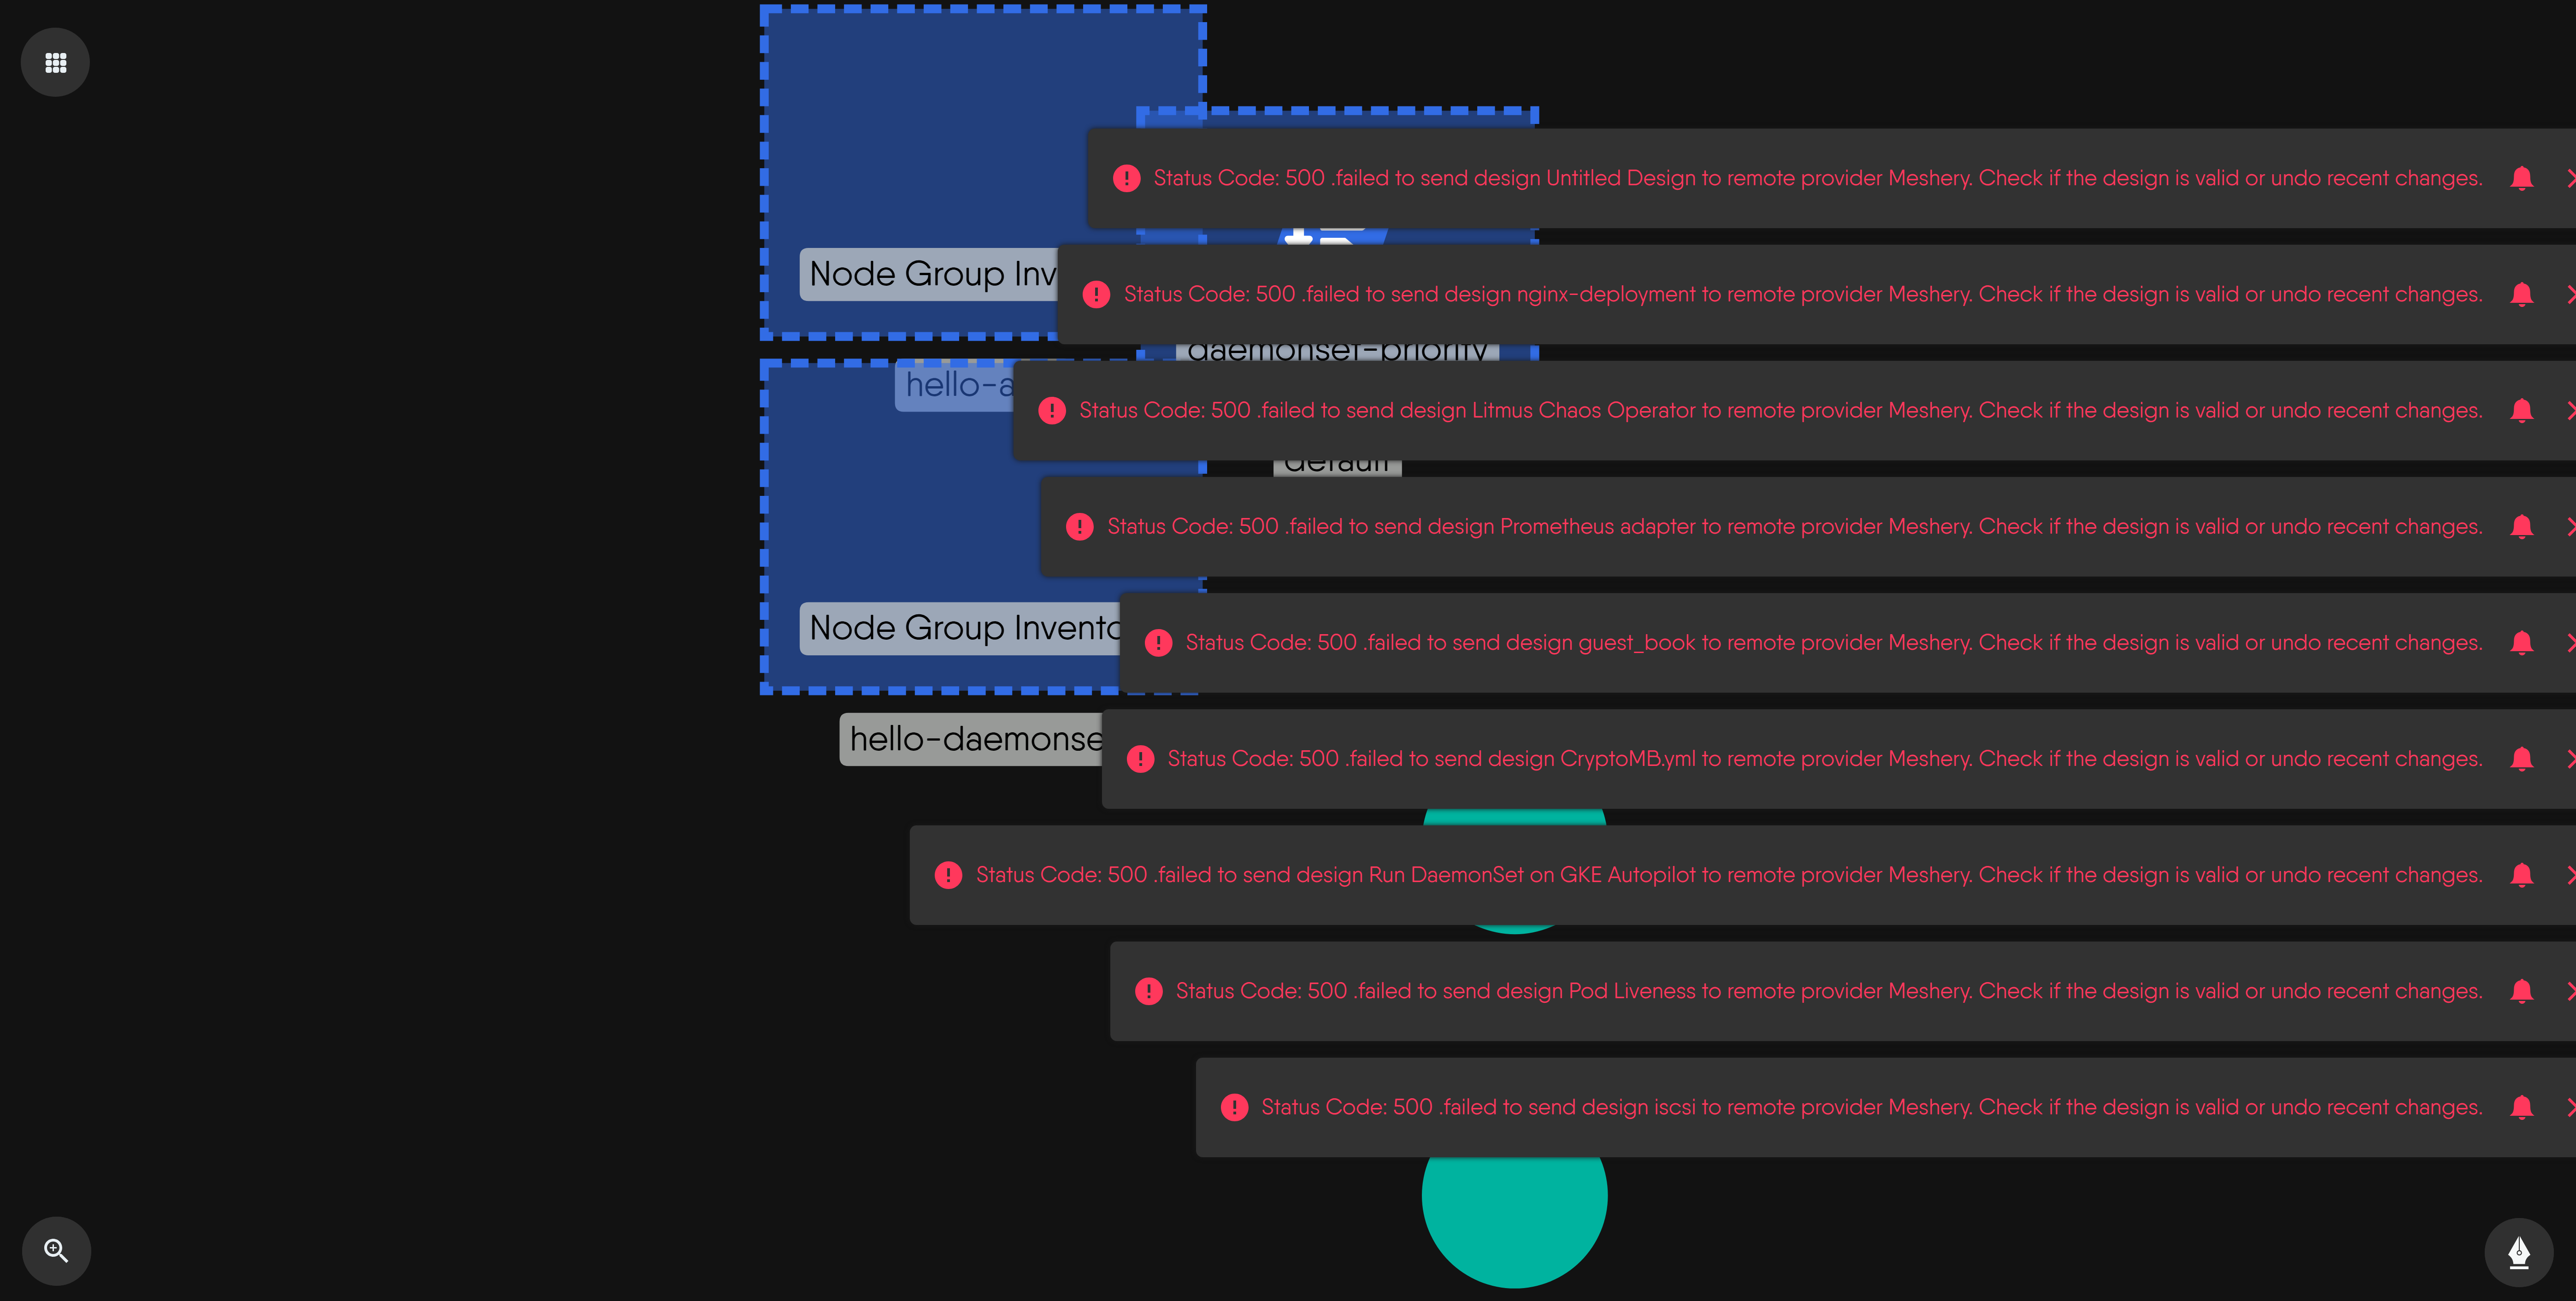 Status Code: 500 .failed to send design Untitled Design to remote provider Meshery. Check if the design is valid or undo recent changes.
Node Group Inv
Status Code: 500 .failed to send design nginx-deployment to remote provider Meshery. Check if the design is valid or undo recent changes.
daemonset-priority
hello-a
Status Code: 500 .failed to send design Litmus Chaos Operator to remote provider Meshery. Check if the design is valid or undo recent changes.
default
Status Code: 500 .failed to send design Prometheus adapter to remote provider Meshery. Check if the design is valid or undo recent changes.
Node Group Invento
Status Code: 500 .failed to send design guest_book to remote provider Meshery. Check if the design is valid or undo recent changes.
hello-daemonse
Status Code: 500 .failed to send design CryptoMB.yml to remote provider Meshery. Check if the design is valid or undo recent changes.
Status Code: 500 .failed to send design Run DaemonSet on GKE Autopilot to remote provider Meshery. Check if the design is valid or undo recent changes.
Status Code: 500 .failed to send design Pod Liveness to remote provider Meshery. Check if the design is valid or undo recent changes.
Status Code: 500 .failed to send design iscsi to remote provider Meshery. Check if the design is valid or undo recent changes.